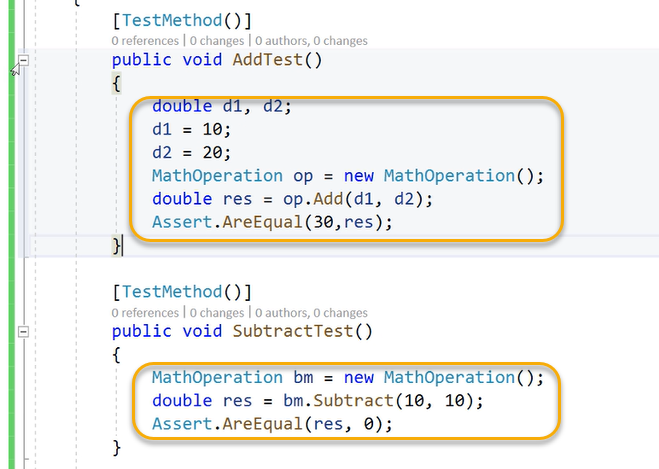 {
[TestMethod()]
0 references | 0 changes | 0 authors, 0 changes
public void AddTest()
{
double d1, d2;
d1 = 10;
d2 = 20;
MathOperation op = new MathOperation();
double res = op.Add(d1, d2);
Assert.AreEqual(30,res);
}
[TestMethod()]
0 references | 0 changes | 0 authors, 0 changes
public void SubtractTest()
{
MathOperation bm = new MathOperation();
double res = bm.Subtract(10, 10);
Assert.AreEqual(res, 0);
}